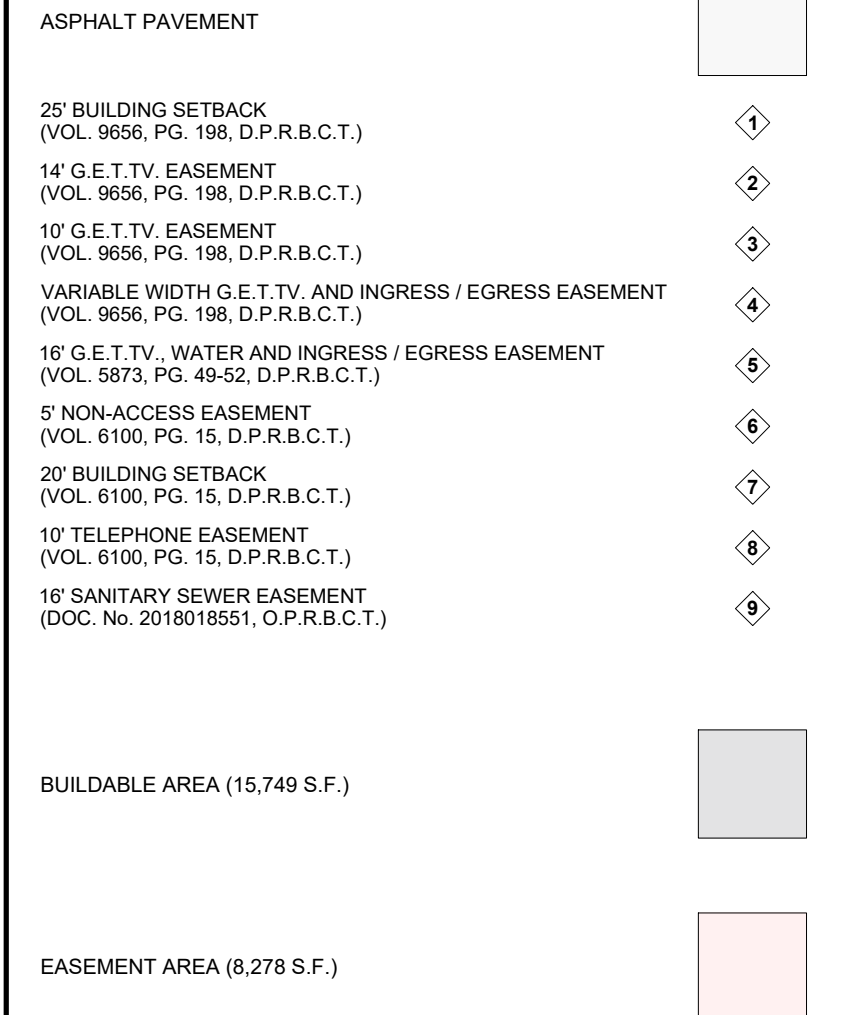 ASPHALT PAVEMENT
25' BUILDING SETBACK
(VOL. 9656, PG. 198, D.P.R.B.C.T.)
1
14' G.E.T.TV. EASEMENT
(VOL. 9656, PG. 198, D.P.R.B.C.T.)
2
10' G.E.T.TV. EASEMENT
(VOL. 9656, PG. 198, D.P.R.B.C.T.)
3
VARIABLE WIDTH G.E.T.TV. AND INGRESS / EGRESS EASEMENT
(VOL. 9656, PG. 198, D.P.R.B.C.T.)
4
16' G.E.T.TV., WATER AND INGRESS / EGRESS EASEMENT
(VOL. 5873, PG. 49-52, D.P.R.B.C.T.)
5
5' NON-ACCESS EASEMENT
(VOL. 6100, PG. 15, D.P.R.B.C.T.)
6
20' BUILDING SETBACK
(VOL. 6100, PG. 15, D.P.R.B.C.T.)
7
10' TELEPHONE EASEMENT
(VOL. 6100, PG. 15, D.P.R.B.C.T.)
8
16' SANITARY SEWER EASEMENT
(DOC. No. 2018018551, O.P.R.B.C.T.)
9
BUILDABLE AREA (15,749 S.F.)
EASEMENT AREA (8,278 S.F.)